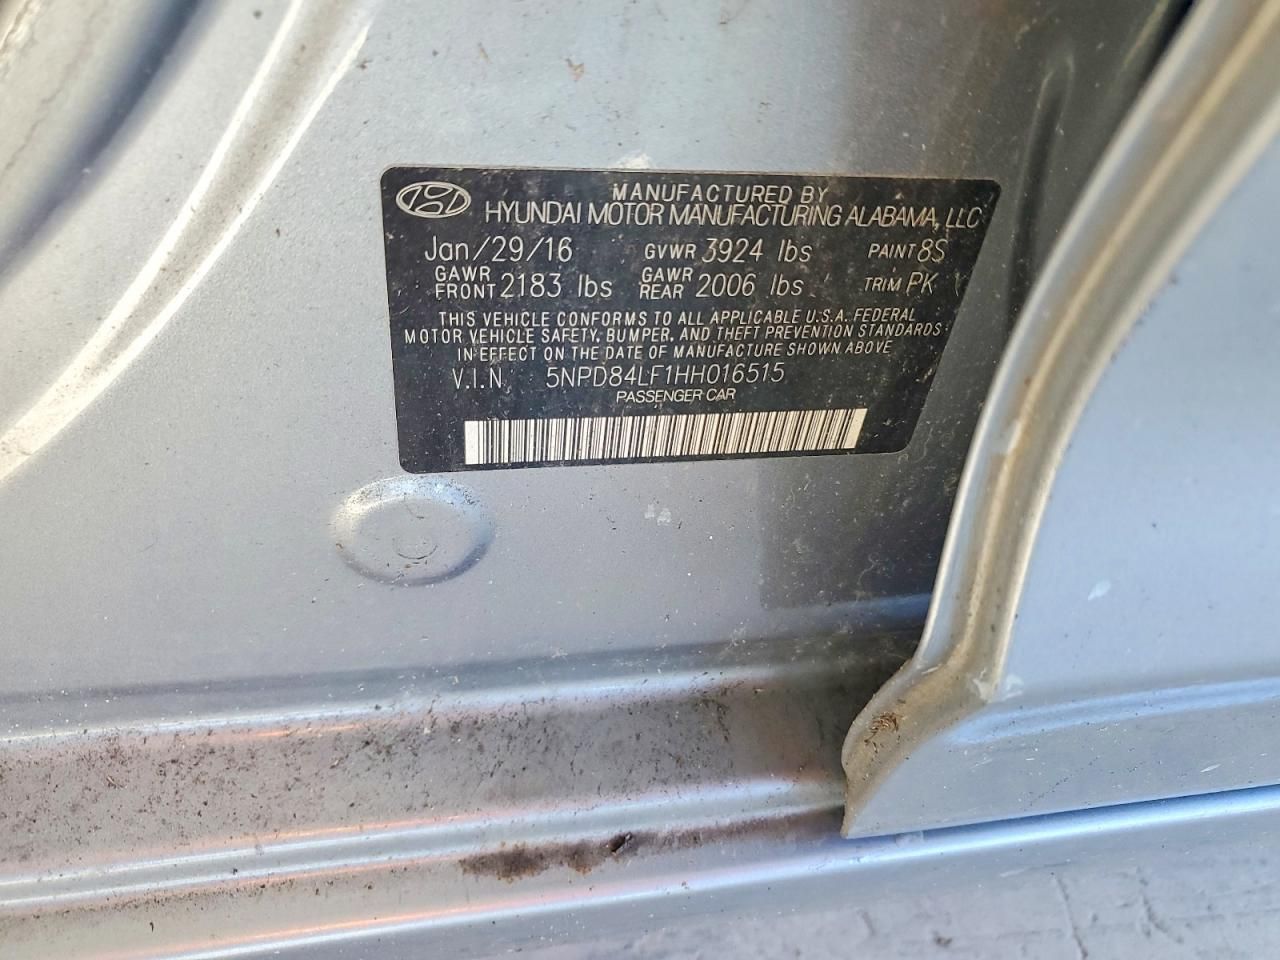 MANUFACTURED BY
HYUNDAI MOTOR MANUFACTURING ALABAMA, LLC
Jan/29/16 GVWR 3924 lbs PAINT 8S
GAWR FRONT 2183 lbs GAWR REAR 2006 lbs TRIM PK
THIS VEHICLE CONFORMS TO ALL APPLICABLE U.S.A. FEDERAL
MOTOR VEHICLE SAFETY, BUMPER, AND THEFT PREVENTION STANDARDS
IN EFFECT ON THE DATE OF MANUFACTURE SHOWN ABOVE
V.I.N 5NPD84LF1HH016515
PASSENGER CAR